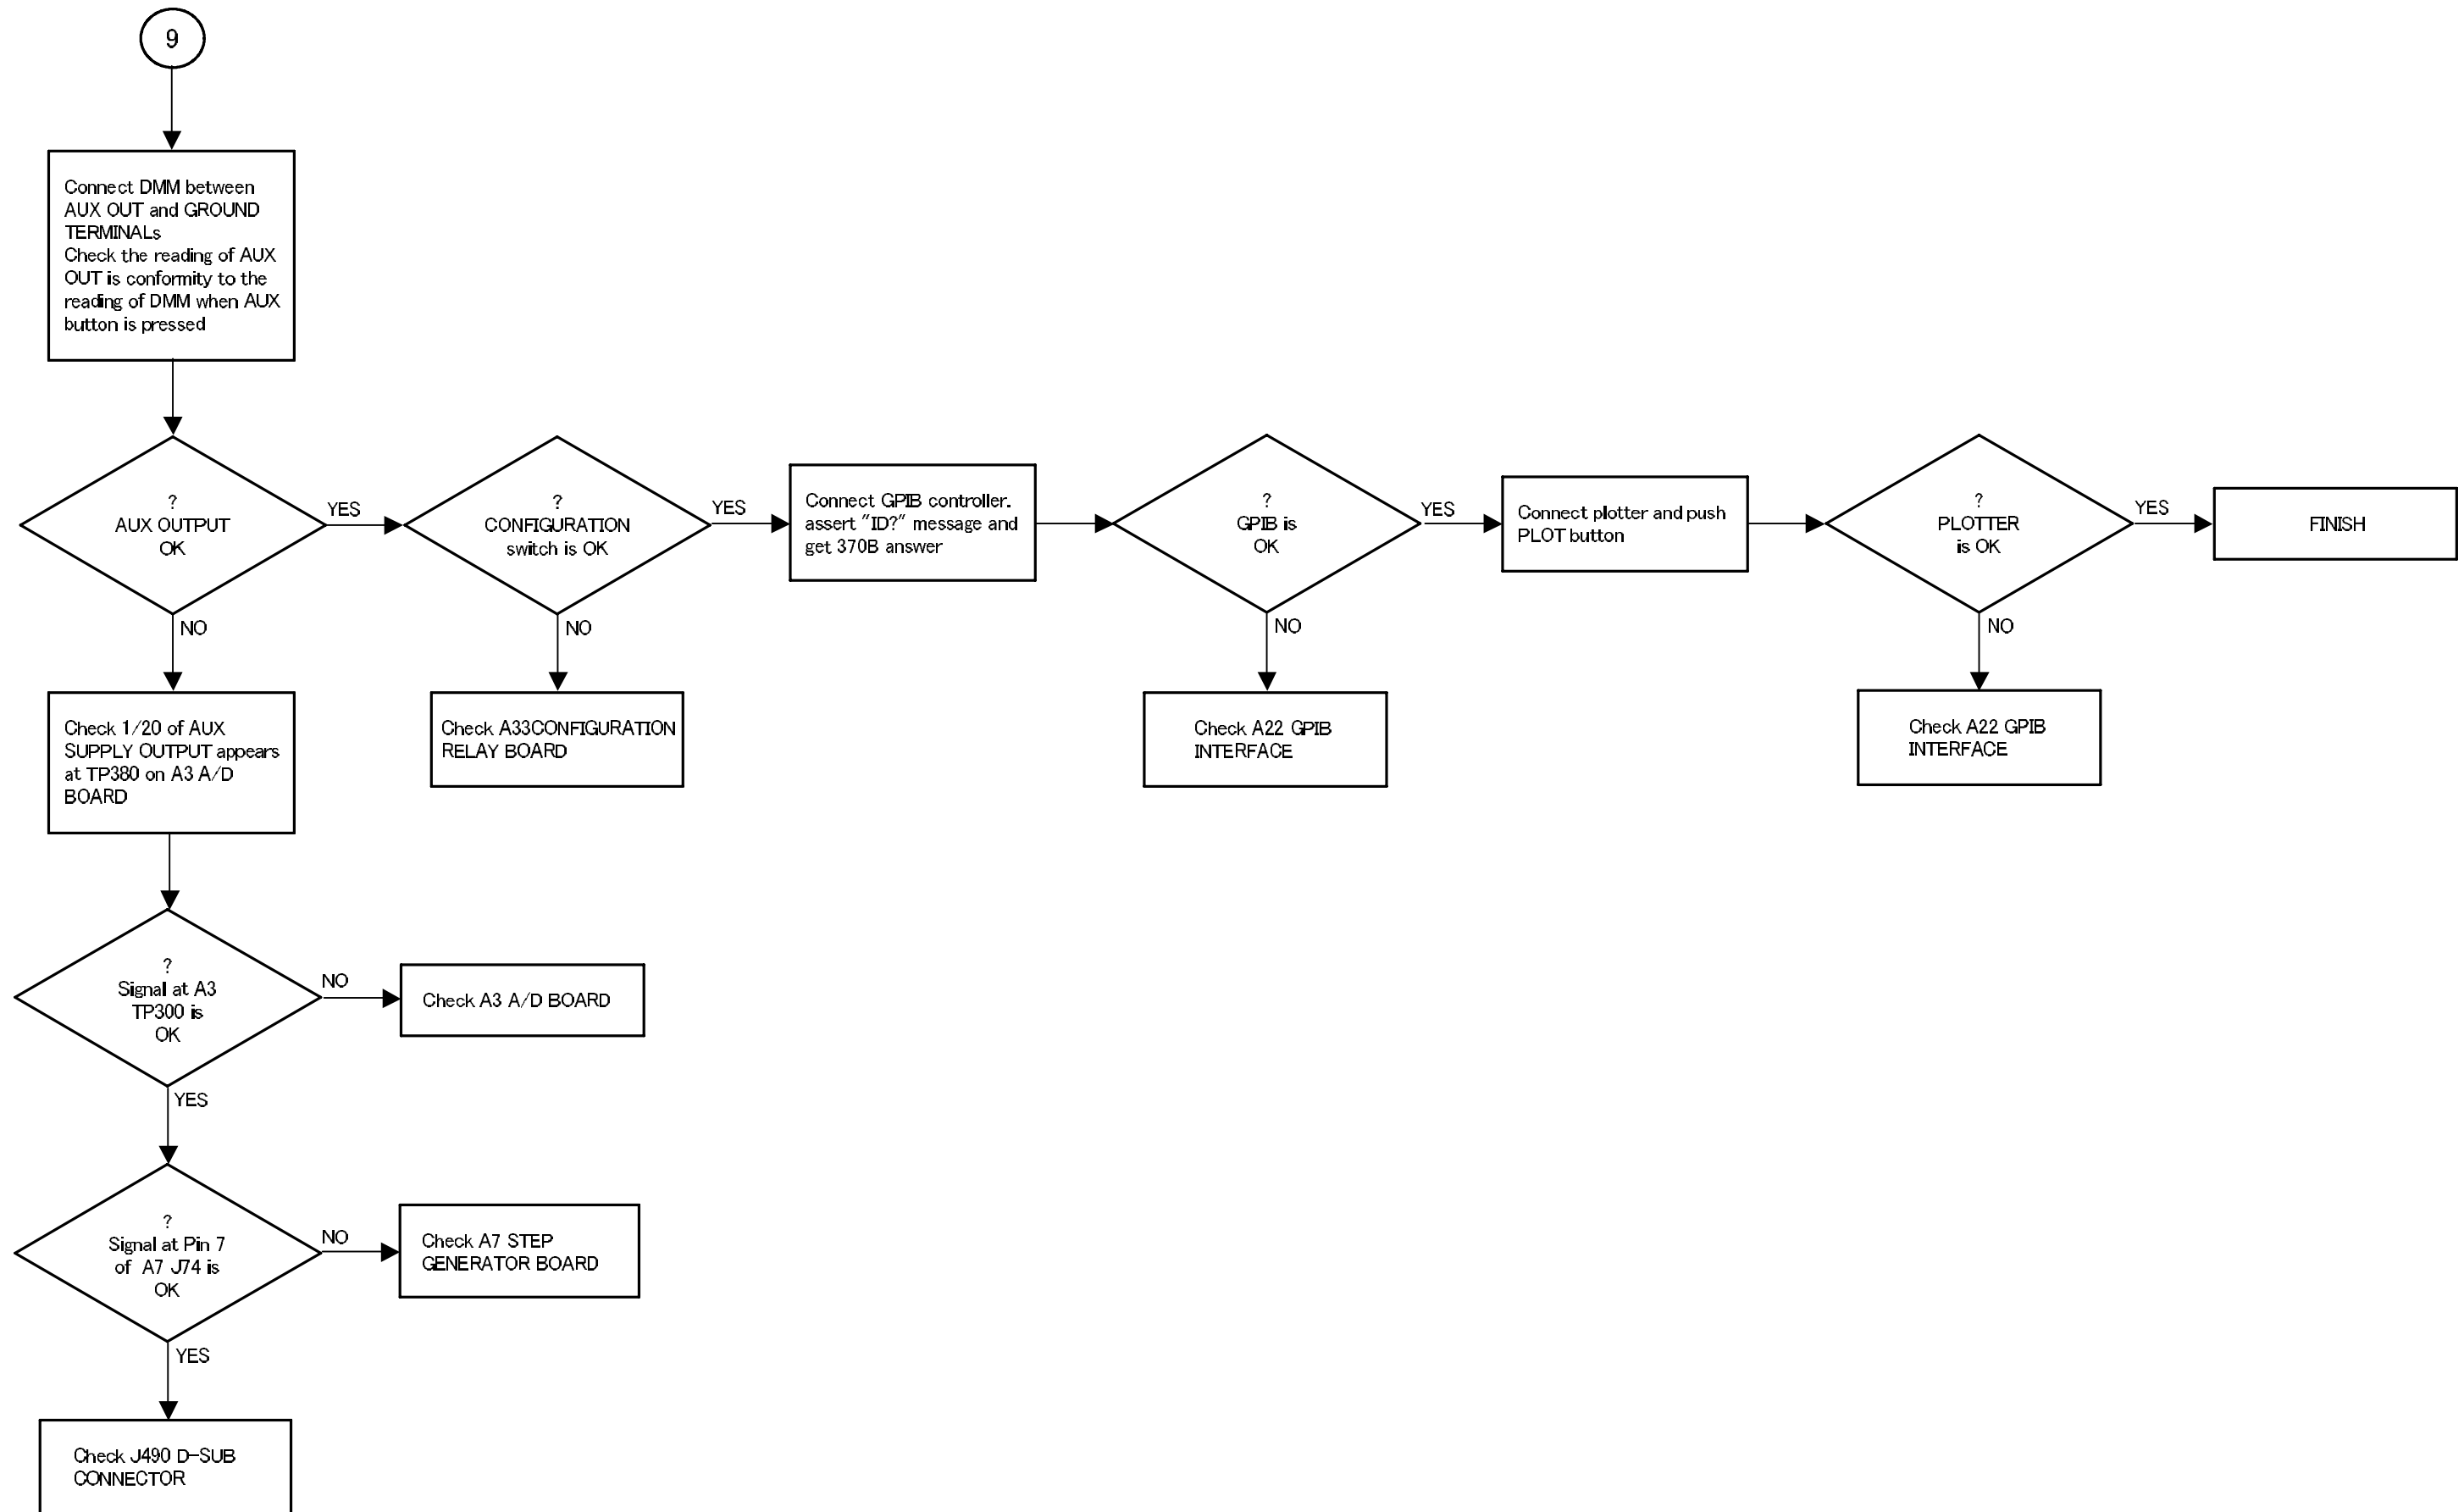 9
Connect DMM between
AUX OUT and GROUND
TERMINALs
Check the reading of AUX
OUT is conformity to the
reading of DMM when AUX
button is pressed
?
AUX OUTPUT
OK
YES
NO
?
CONFIGURATION
switch is OK
YES
NO
Connect GPIB controller.
assert "ID?" message and
get 370B answer
?
GPIB is
OK
YES
NO
Connect plotter and push
PLOT button
?
PLOTTER
is OK
YES
NO
FINISH
Check 1/20 of AUX
SUPPLY OUTPUT appears
at TP380 on A3 A/D
BOARD
Check A33CONFIGURATION
RELAY BOARD
Check A22 GPIB
INTERFACE
Check A22 GPIB
INTERFACE
?
Signal at A3
TP300 is
OK
NO
YES
Check A3 A/D BOARD
?
Signal at Pin 7
of A7 J74 is
OK
NO
YES
Check A7 STEP
GENERATOR BOARD
Check J490 D-SUB
CONNECTOR